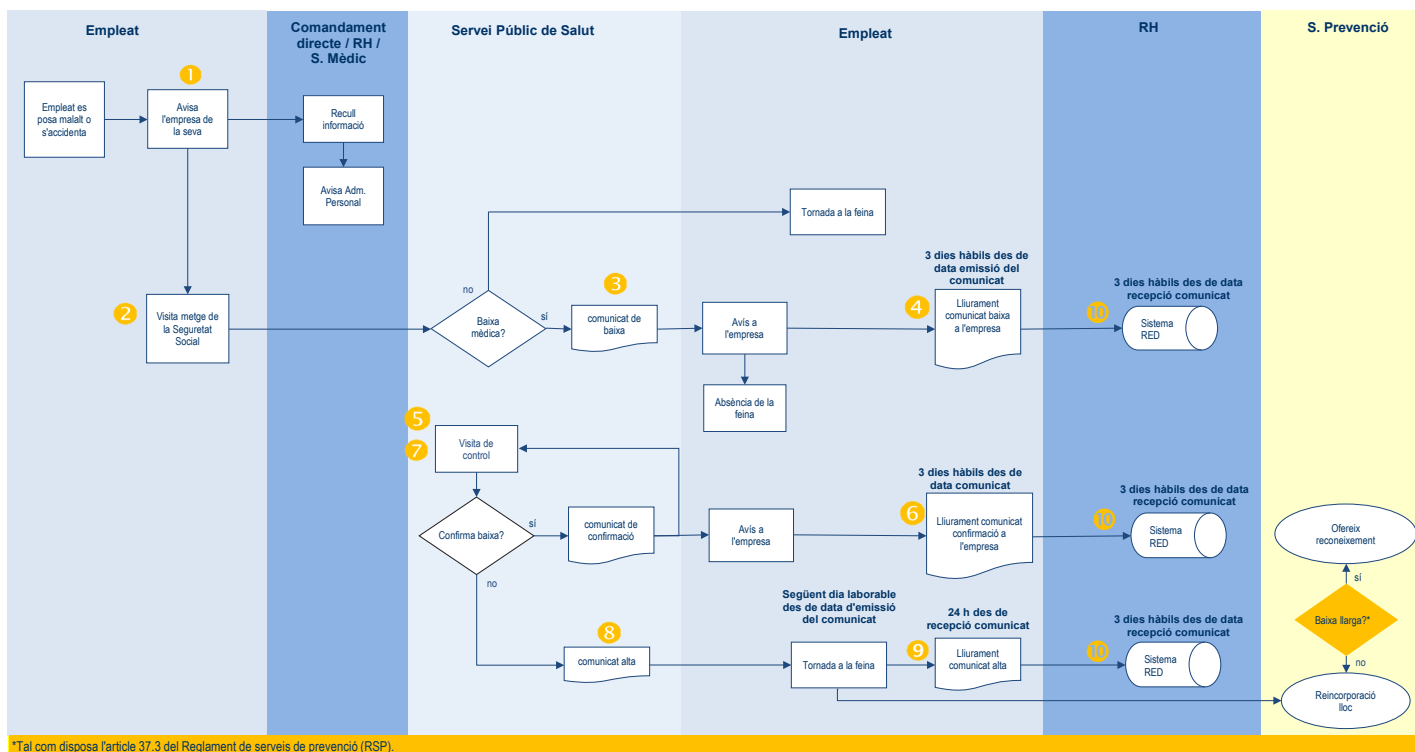 Empleat
Comandament
directe / RH /
S. Mèdic
Servei Públic de Salut
Empleat
RH
S. Prevenció
1
Empleat es
posa malalt o
s'accidenta
Avisa
l'empresa de
la seva
Recull
informació
Avisa Adm.
Personal
Tornada a la feina
2
Visita metge de
la Seguretat
Social
no
Baixa
mèdica?
sí
3
comunicat de
baixa
Avís a
l'empresa
3 dies hàbils des de
data emissió del
comunicat
4
Lliurament
comunicat baixa
a l'empresa
3 dies hàbils des de data
recepció comunicat
10
Sistema
RED
Absència de la
feina
5
7
Visita de
control
Confirma baixa?
sí
comunicat de
confirmació
Avís a
l'empresa
3 dies hàbils des de
data comunicat
6
Lliurament comunicat
confirmació a
l'empresa
3 dies hàbils des de data
recepció comunicat
10
Sistema
RED
Ofereix
reconeixement
sí
Baixa llarga?*
no
Reincorporació
lloc
no
8
comunicat alta
Següent dia laborable
des de data d'emissió
del comunicat
Tornada a la feina
24 h des de
recepció comunicat
9
Lliurament
comunicat alta
3 dies hàbils des de data
recepció comunicat
10
Sistema
RED
*Tal com disposa l'article 37.3 del Reglament de serveis de prevenció (RSP).